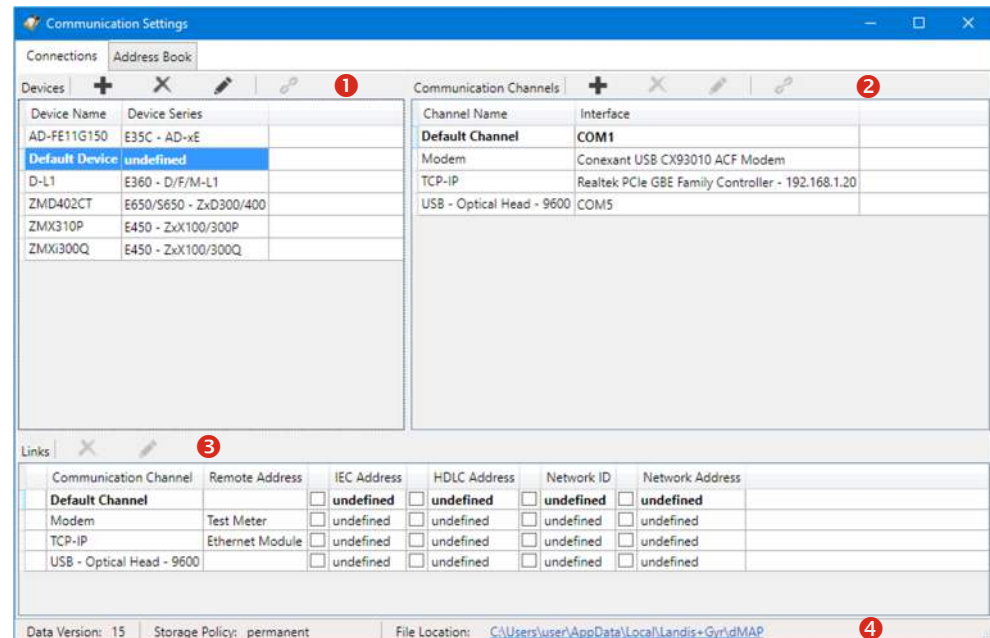 Communication Settings
Connections Address Book
Devices 1 Communication Channels 2
Device Name Device Series
AD-FE11G150 E35C - AD-xE
Default Device undefined
D-L1 E360 - D/F/M-L1
ZMD402CT E650/S650 - ZxD300/400
ZMX310P E450 - ZxX100/300P
ZMXi300Q E450 - ZxX100/300Q
Channel Name Interface
Default Channel COM1
Modem Conexant USB CX93010 ACF Modem
TCP-IP Realtek PCIe GBE Family Controller - 192.168.1.20
USB - Optical Head - 9600 COM5
Links 3
Communication Channel Remote Address IEC Address HDLC Address Network ID Network Address
Default Channel undefined undefined undefined undefined
Modem Test Meter undefined undefined undefined undefined
TCP-IP Ethernet Module undefined undefined undefined undefined
USB - Optical Head - 9600 undefined undefined undefined undefined
Data Version: 15 Storage Policy: permanent File Location: C:\Users\user\AppData\Local\Landis+Gyr\dMAP 4